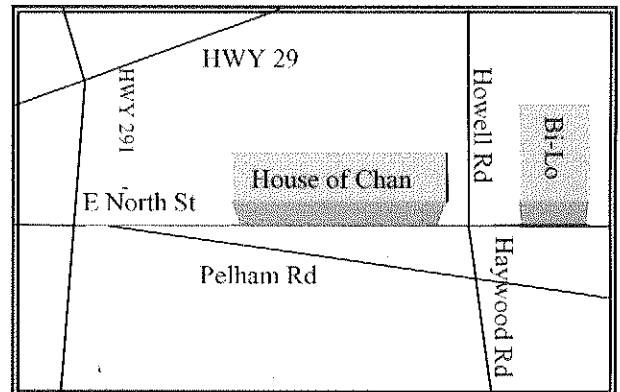 HWY 29
HWY 291
Howell Rd
Bi-Lo
House of Chan
E North St
Pelham Rd
Haywood Rd